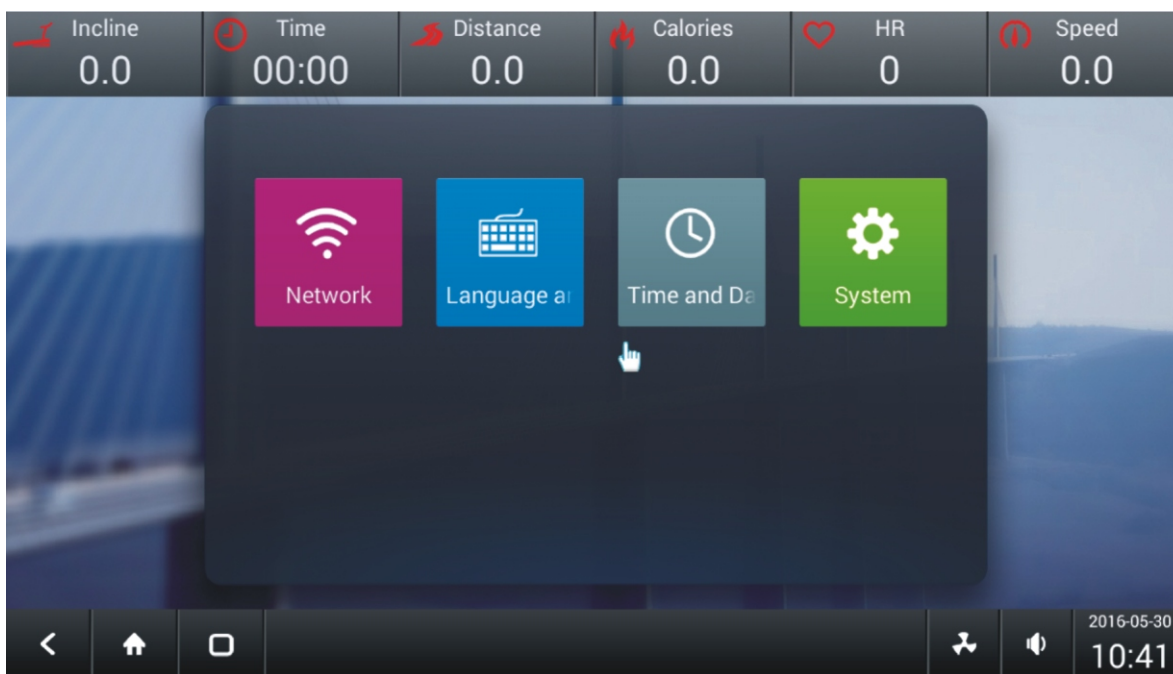 Incline Time Distance Calories HR Speed
0.0 00:00 0.0 0.0 0 0.0
Network Language a Time and Da System
2016-05-30
10:41